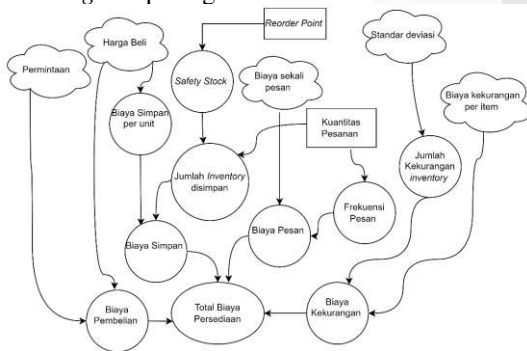 Reorder Point
Harga Beli
Standar deviasi
Permintaan
Safety Stock
Biaya sekali
pesan
Biaya kekurangan
per item
Biaya Simpan
per unit
Kuantitas
Pesanan
Jumlah Inventory
disimpan
Jumlah
Kekurangan
inventory
Frekuensi
Pesan
Biaya Simpan
Biaya Pesan
Biaya
Pembelian
Total Biaya
Persediaan
Biaya
Kekurangan